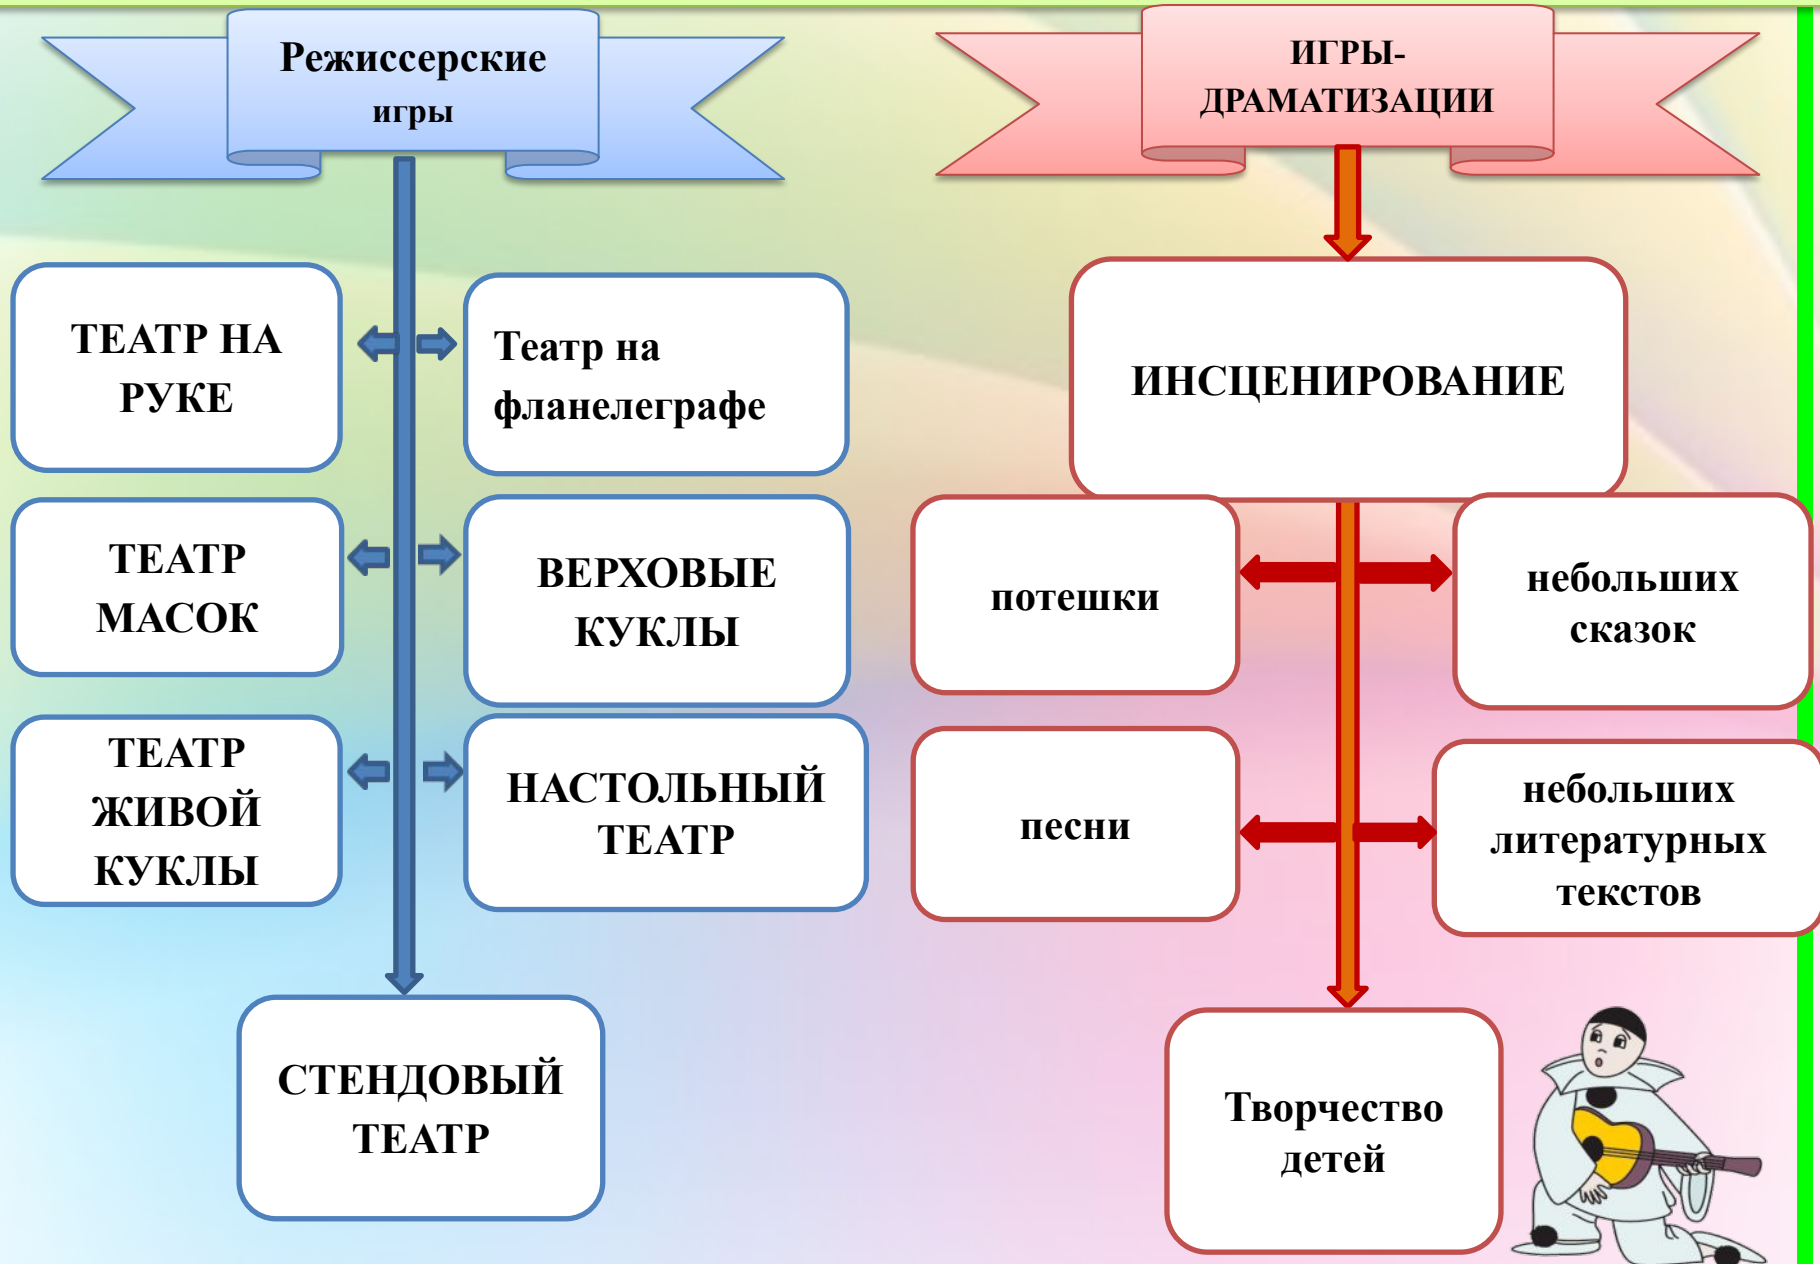 Режиссерские
игры
ТЕАТР НА
РУКЕ
Театр на
фланелеграфе
ТЕАТР
МАСОК
ВЕРХОВЫЕ
КУКЛЫ
ТЕАТР
ЖИВОЙ
КУКЛЫ
НАСТОЛЬНЫЙ
ТЕАТР
СТЕНДОВЫЙ
ТЕАТР
ИГРЫ-
ДРАМАТИЗАЦИИ
ИНСЦЕНИРОВАНИЕ
потешки
небольших
сказок
песни
небольших
литературных
текстов
Творчество
детей